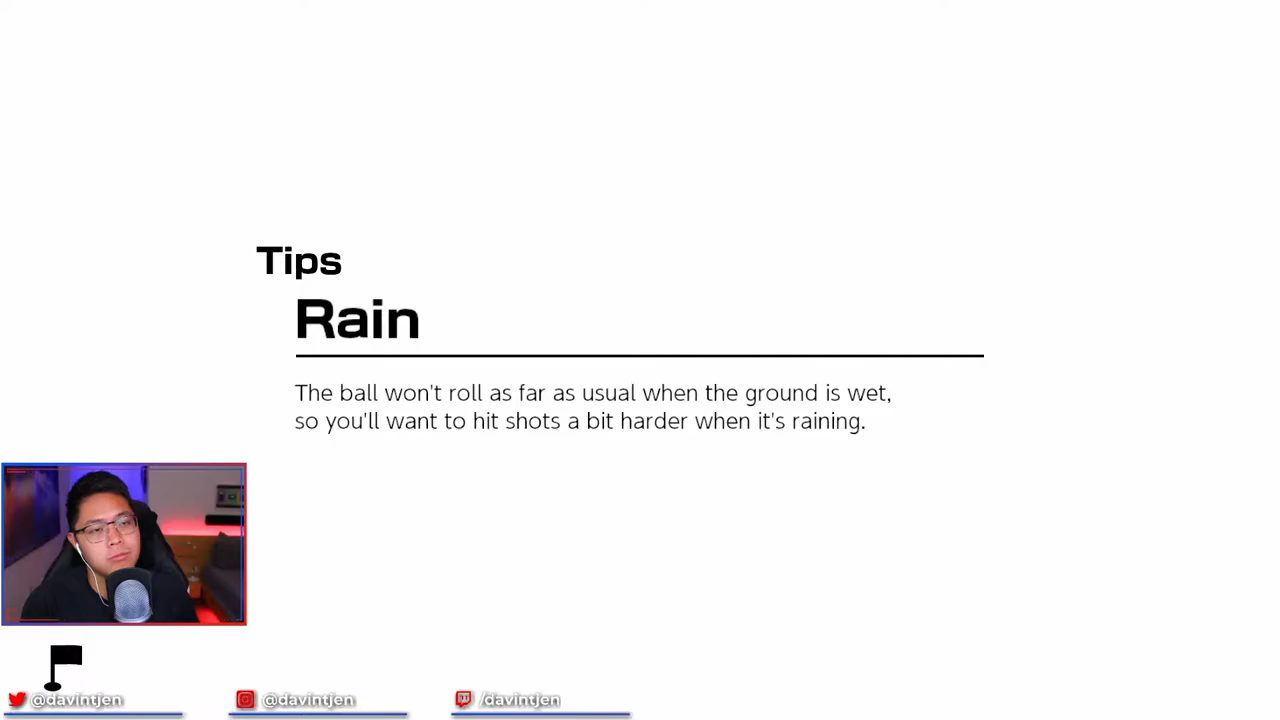 Tips
Rain
The ball won't roll as far as usual when the ground is wet,
so you'll want to hit shots a bit harder when it's raining.
@davintjen
@davintjen
/davintjen